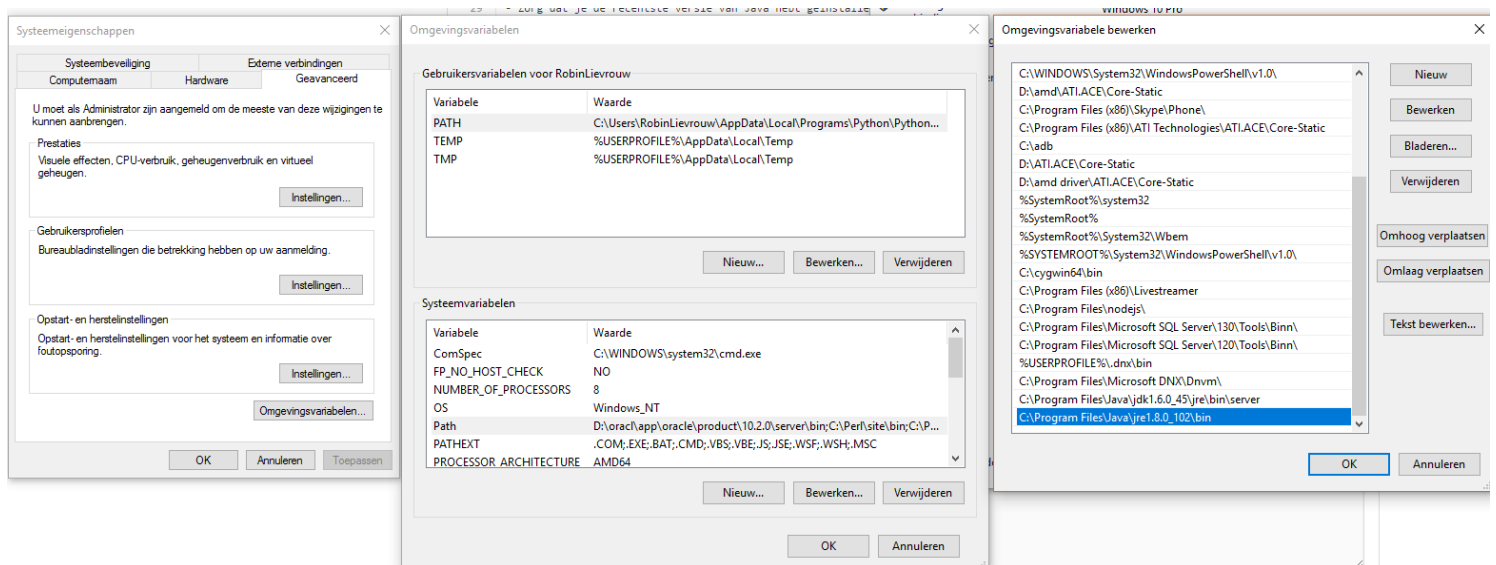 29 - Zorg dat je de recentste versie van Java hebt geïnstalle
Windows 10 Pro
Systeemeigenschappen
Systeembeveiliging Externe verbindingen
Computernaam Hardware Geavanceerd
U moet als Administrator zijn aangemeld om de meeste van deze wijzigingen te
kunnen aanbrengen.
Prestaties
Visuele effecten, CPU-verbruik, geheugenverbruik en virtueel
geheugen.
Instellingen...
Gebruikersprofielen
Bureaubladinstellingen die betrekking hebben op uw aanmelding.
Instellingen...
Opstart- en herstelinstellingen
Opstart- en herstelinstellingen voor het systeem en informatie over
foutopsporing.
Instellingen...
Omgevingsvariabelen...
OK Annuleren Toepassen
Omgevingsvariabelen
Gebruikersvariabelen voor RobinLievrouw
Variabele Waarde
PATH C:\Users\RobinLievrouw\AppData\Local\Programs\Python\Python...
TEMP %USERPROFILE%\AppData\Local\Temp
TMP %USERPROFILE%\AppData\Local\Temp
Nieuw... Bewerken... Verwijderen
Systeemvariabelen
Variabele Waarde
ComSpec C:\WINDOWS\system32\cmd.exe
FP_NO_HOST_CHECK NO
NUMBER_OF_PROCESSORS 8
OS Windows_NT
Path D:\oracl\app\oracle\product\10.2.0\server\bin;C:\Perl\site\bin;C:\P...
PATHEXT .COM;.EXE;.BAT;.CMD;.VBS;.VBE;.JS;.JSE;.WSF;.WSH;.MSC
PROCESSOR_ARCHITECTURE AMD64
Nieuw... Bewerken... Verwijderen
OK Annuleren
Omgevingsvariabele bewerken
C:\WINDOWS\System32\WindowsPowerShell\v1.0\
D:\amd\ATI.ACE\Core-Static
C:\Program Files (x86)\Skype\Phone\
C:\Program Files (x86)\ATI Technologies\ATI.ACE\Core-Static
C:\adb
D:\ATI.ACE\Core-Static
D:\amd driver\ATI.ACE\Core-Static
%SystemRoot%\system32
%SystemRoot%
%SystemRoot%\System32\Wbem
%SYSTEMROOT%\System32\WindowsPowerShell\v1.0\
C:\cygwin64\bin
C:\Program Files (x86)\Livestreamer
C:\Program Files\nodejs\
C:\Program Files\Microsoft SQL Server\130\Tools\Binn\
C:\Program Files\Microsoft SQL Server\120\Tools\Binn\
%USERPROFILE%\.dnx\bin
C:\Program Files\Microsoft DNX\Dnvm\
C:\Program Files\Java\jdk1.6.0_45\jre\bin\server
C:\Program Files\Java\jre1.8.0_102\bin
Nieuw
Bewerken
Bladeren...
Verwijderen
Omhoog verplaatsen
Omlaag verplaatsen
Tekst bewerken...
OK Annuleren